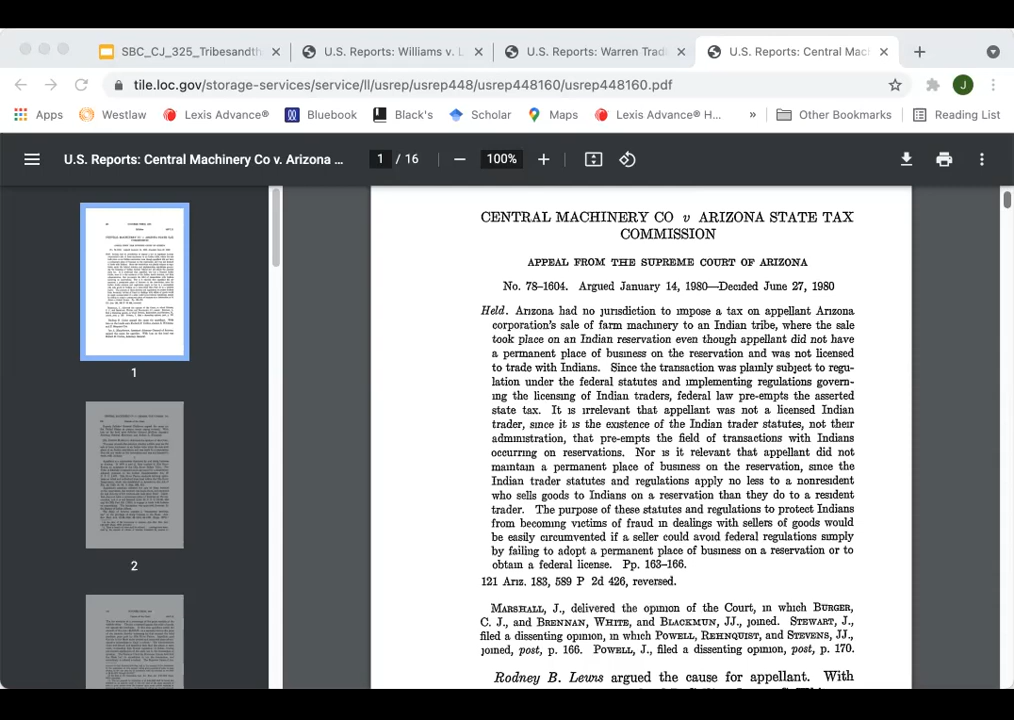 SBC_CJ_325_Tribesandth
U.S. Reports: Williams v. L
U.S. Reports: Warren Trad
U.S. Reports: Central Mac
tile.loc.gov/storage-services/service/ll/usrep/usrep448/usrep448160/usrep448160.pdf
J
Apps
Westlaw
Lexis Advance®
Bluebook
Black's
Scholar
Maps
Lexis Advance® H...
»
Other Bookmarks
Reading List
U.S. Reports: Central Machinery Co v. Arizona ...
1 / 16
100%
1
2
CENTRAL MACHINERY CO v ARIZONA STATE TAX
COMMISSION
APPEAL FROM THE SUPREME COURT OF ARIZONA
No. 78–1604. Argued January 14, 1980—Decided June 27, 1980
Held. Arizona had no jurisdiction to impose a tax on appellant Arizona
corporation's sale of farm machinery to an Indian tribe, where the sale
took place on an Indian reservation even though appellant did not have
a permanent place of business on the reservation and was not licensed
to trade with Indians. Since the transaction was plainly subject to regu-
lation under the federal statutes and implementing regulations govern-
ing the licensing of Indian traders, federal law pre-empts the asserted
state tax. It is irrelevant that appellant was not a licensed Indian
trader, since it is the existence of the Indian trader statutes, not their
administration, that pre-empts the field of transactions with Indians
occurring on reservations. Nor is it relevant that appellant did not
maintain a permanent place of business on the reservation, since the
Indian trader statutes and regulations apply no less to a nonresident
who sells goods to Indians on a reservation than they do to a resident
trader. The purpose of these statutes and regulations to protect Indians
from becoming victims of fraud in dealings with sellers of goods would
be easily circumvented if a seller could avoid federal regulations simply
by failing to adopt a permanent place of business on a reservation or to
obtain a federal license. Pp. 163–166.
121 Ariz. 183, 589 P 2d 426, reversed.
MARSHALL, J., delivered the opinion of the Court, in which BURGER,
C. J., and BRENNAN, WHITE, and BLACKMUN, JJ., joined. STEWART, J.,
filed a dissenting opinion, in which POWELL, REHNQUIST, and STEVENS, JJ.,
joined, post, p. 166. POWELL, J., filed a dissenting opinion, post, p. 170.
Rodney B. Lewis argued the cause for appellant. With